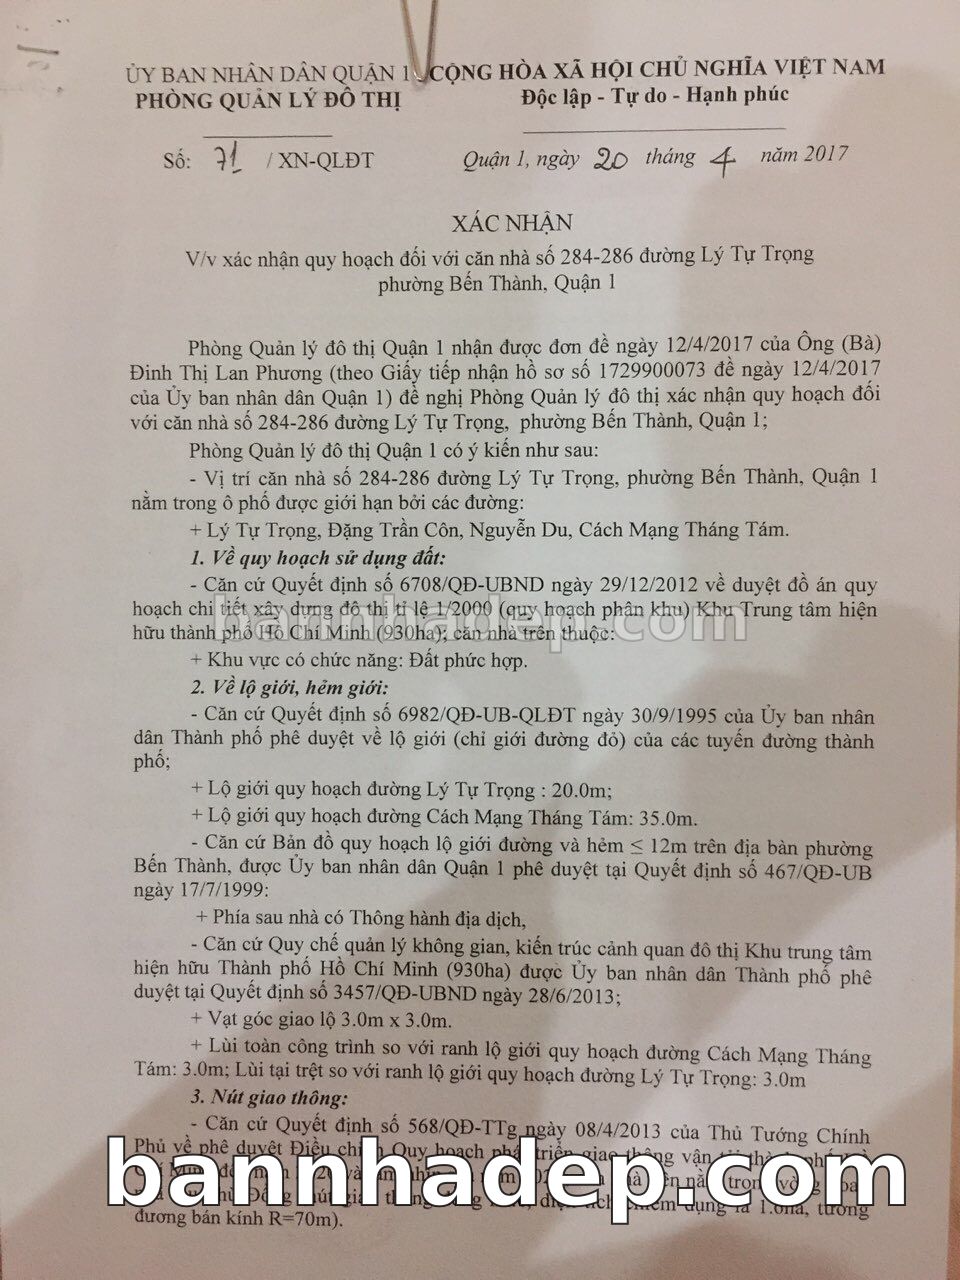 ỦY BAN NHÂN DÂN QUẬN 1 CỘNG HÒA XÃ HỘI CHỦ NGHĨA VIỆT NAM
PHÒNG QUẢN LÝ ĐÔ THỊ Độc lập - Tự do - Hạnh phúc
Số: 71 / XN-QLĐT Quận 1, ngày 20 tháng 4 năm 2017
XÁC NHẬN
V/v xác nhận quy hoạch đối với căn nhà số 284-286 đường Lý Tự Trọng
phường Bến Thành, Quận 1
Phòng Quản lý đô thị Quận 1 nhận được đơn đề ngày 12/4/2017 của Ông (Bà)
Đinh Thị Lan Phương (theo Giấy tiếp nhận hồ sơ số 1729900073 đề ngày 12/4/2017
của Ủy ban nhân dân Quận 1) đề nghị Phòng Quản lý đô thị xác nhận quy hoạch đối
với căn nhà số 284-286 đường Lý Tự Trọng, phường Bến Thành, Quận 1;
Phòng Quản lý đô thị Quận 1 có ý kiến như sau:
- Vị trí căn nhà số 284-286 đường Lý Tự Trọng, phường Bến Thành, Quận 1
nằm trong ô phố được giới hạn bởi các đường:
+ Lý Tự Trọng, Đặng Trần Côn, Nguyễn Du, Cách Mạng Tháng Tám.
1. Về quy hoạch sử dụng đất:
- Căn cứ Quyết định số 6708/QĐ-UBND ngày 29/12/2012 về duyệt đồ án quy
hoạch chi tiết xây dựng đô thị tỉ lệ 1/2000 (quy hoạch phân khu) Khu Trung tâm hiện
hữu thành phố Hồ Chí Minh (930ha); căn nhà trên thuộc:
bannhadep.com
+ Khu vực có chức năng: Đất phức hợp.
2. Về lộ giới, hẻm giới:
- Căn cứ Quyết định số 6982/QĐ-UB-QLĐT ngày 30/9/1995 của Ủy ban nhân
dân Thành phố phê duyệt về lộ giới (chỉ giới đường đỏ) của các tuyến đường thành
phố;
+ Lộ giới quy hoạch đường Lý Tự Trọng : 20.0m;
+ Lộ giới quy hoạch đường Cách Mạng Tháng Tám: 35.0m.
- Căn cứ Bản đồ quy hoạch lộ giới đường và hẻm ≤ 12m trên địa bàn phường
Bến Thành, được Ủy ban nhân dân Quận 1 phê duyệt tại Quyết định số 467/QĐ-UB
ngày 17/7/1999:
+ Phía sau nhà có Thông hành địa dịch,
- Căn cứ Quy chế quản lý không gian, kiến trúc cảnh quan đô thị Khu trung tâm
hiện hữu Thành phố Hồ Chí Minh (930ha) được Ủy ban nhân dân Thành phố phê
duyệt tại Quyết định số 3457/QĐ-UBND ngày 28/6/2013;
+ Vạt góc giao lộ 3.0m x 3.0m.
+ Lùi toàn công trình so với ranh lộ giới quy hoạch đường Cách Mạng Tháng
Tám: 3.0m; Lùi tại trệt so với ranh lộ giới quy hoạch đường Lý Tự Trọng: 3.0m
3. Nút giao thông:
- Căn cứ Quyết định số 568/QĐ-TTg ngày 08/4/2013 của Thủ Tướng Chính
Phủ về phê duyệt Điều chỉnh Quy hoạch phát triển giao thông vận tải thành phố
bannhadep.com
đương bán kính R=70m).